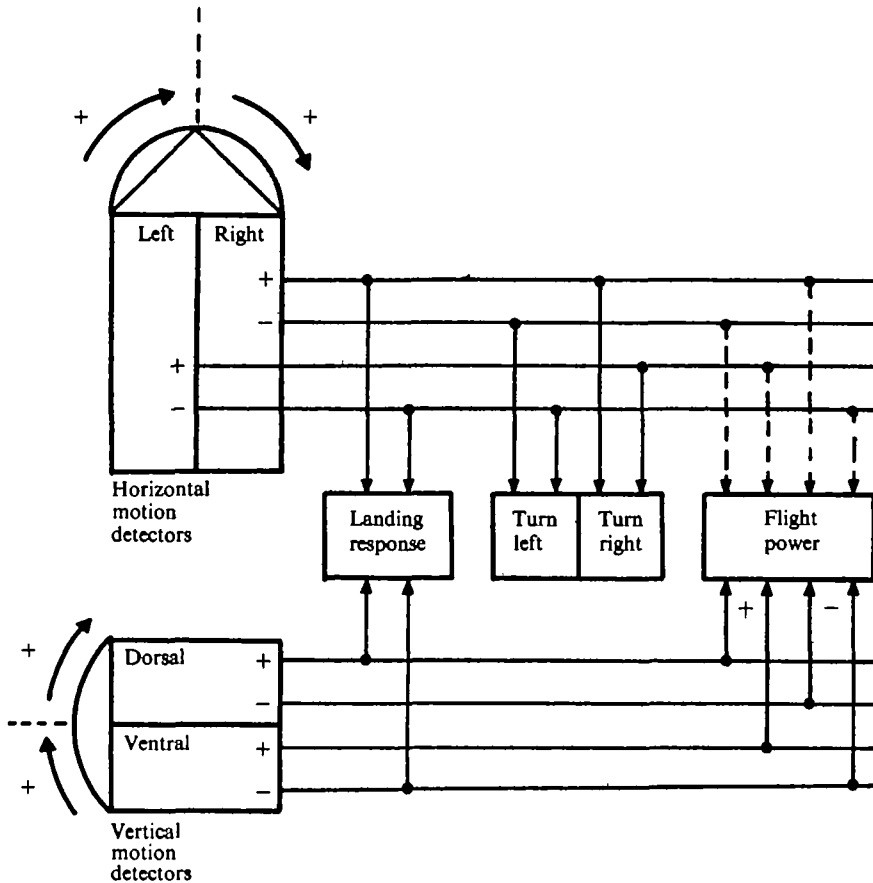 +
+
Left
Right
+
−
+
−
Horizontal
motion
detectors
Landing
response
Turn
left
Turn
right
Flight
power
+
−
+
Dorsal
+
−
Ventral
+
+
−
Vertical
motion
detectors